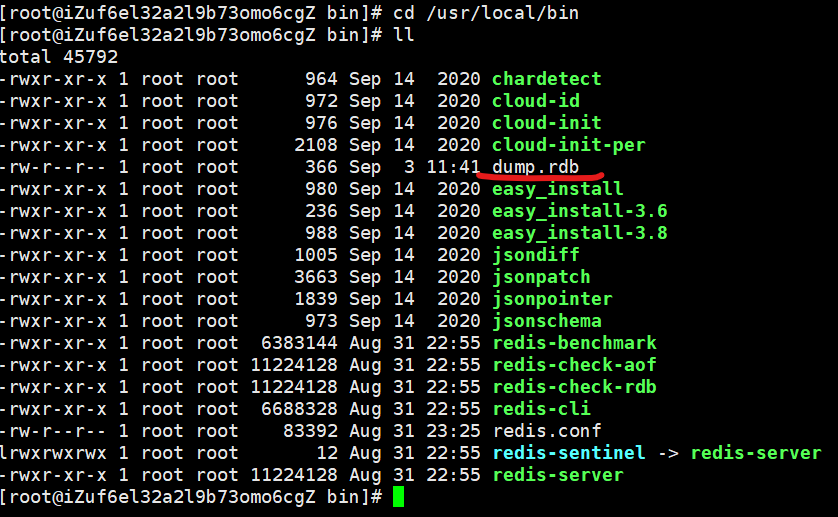 [root@iZuf6el32a2l9b73omo6cgZ bin]# cd /usr/local/bin
[root@iZuf6el32a2l9b73omo6cgZ bin]# ll
total 45792
-rwxr-xr-x 1 root root      964 Sep 14  2020 chardetect
-rwxr-xr-x 1 root root      972 Sep 14  2020 cloud-id
-rwxr-xr-x 1 root root      976 Sep 14  2020 cloud-init
-rwxr-xr-x 1 root root     2108 Sep 14  2020 cloud-init-per
-rw-r--r-- 1 root root      366 Sep  3 11:41 dump.rdb
-rwxr-xr-x 1 root root      980 Sep 14  2020 easy_install
-rwxr-xr-x 1 root root      236 Sep 14  2020 easy_install-3.6
-rwxr-xr-x 1 root root      988 Sep 14  2020 easy_install-3.8
-rwxr-xr-x 1 root root     1005 Sep 14  2020 jsondiff
-rwxr-xr-x 1 root root     3663 Sep 14  2020 jsonpatch
-rwxr-xr-x 1 root root     1839 Sep 14  2020 jsonpointer
-rwxr-xr-x 1 root root      973 Sep 14  2020 jsonschema
-rwxr-xr-x 1 root root  6383144 Aug 31 22:55 redis-benchmark
-rwxr-xr-x 1 root root 11224128 Aug 31 22:55 redis-check-aof
-rwxr-xr-x 1 root root 11224128 Aug 31 22:55 redis-check-rdb
-rwxr-xr-x 1 root root  6688328 Aug 31 22:55 redis-cli
-rw-r--r-- 1 root root    83392 Aug 31 23:25 redis.conf
lrwxrwxrwx 1 root root       12 Aug 31 22:55 redis-sentinel -> redis-server
-rwxr-xr-x 1 root root 11224128 Aug 31 22:55 redis-server
[root@iZuf6el32a2l9b73omo6cgZ bin]#